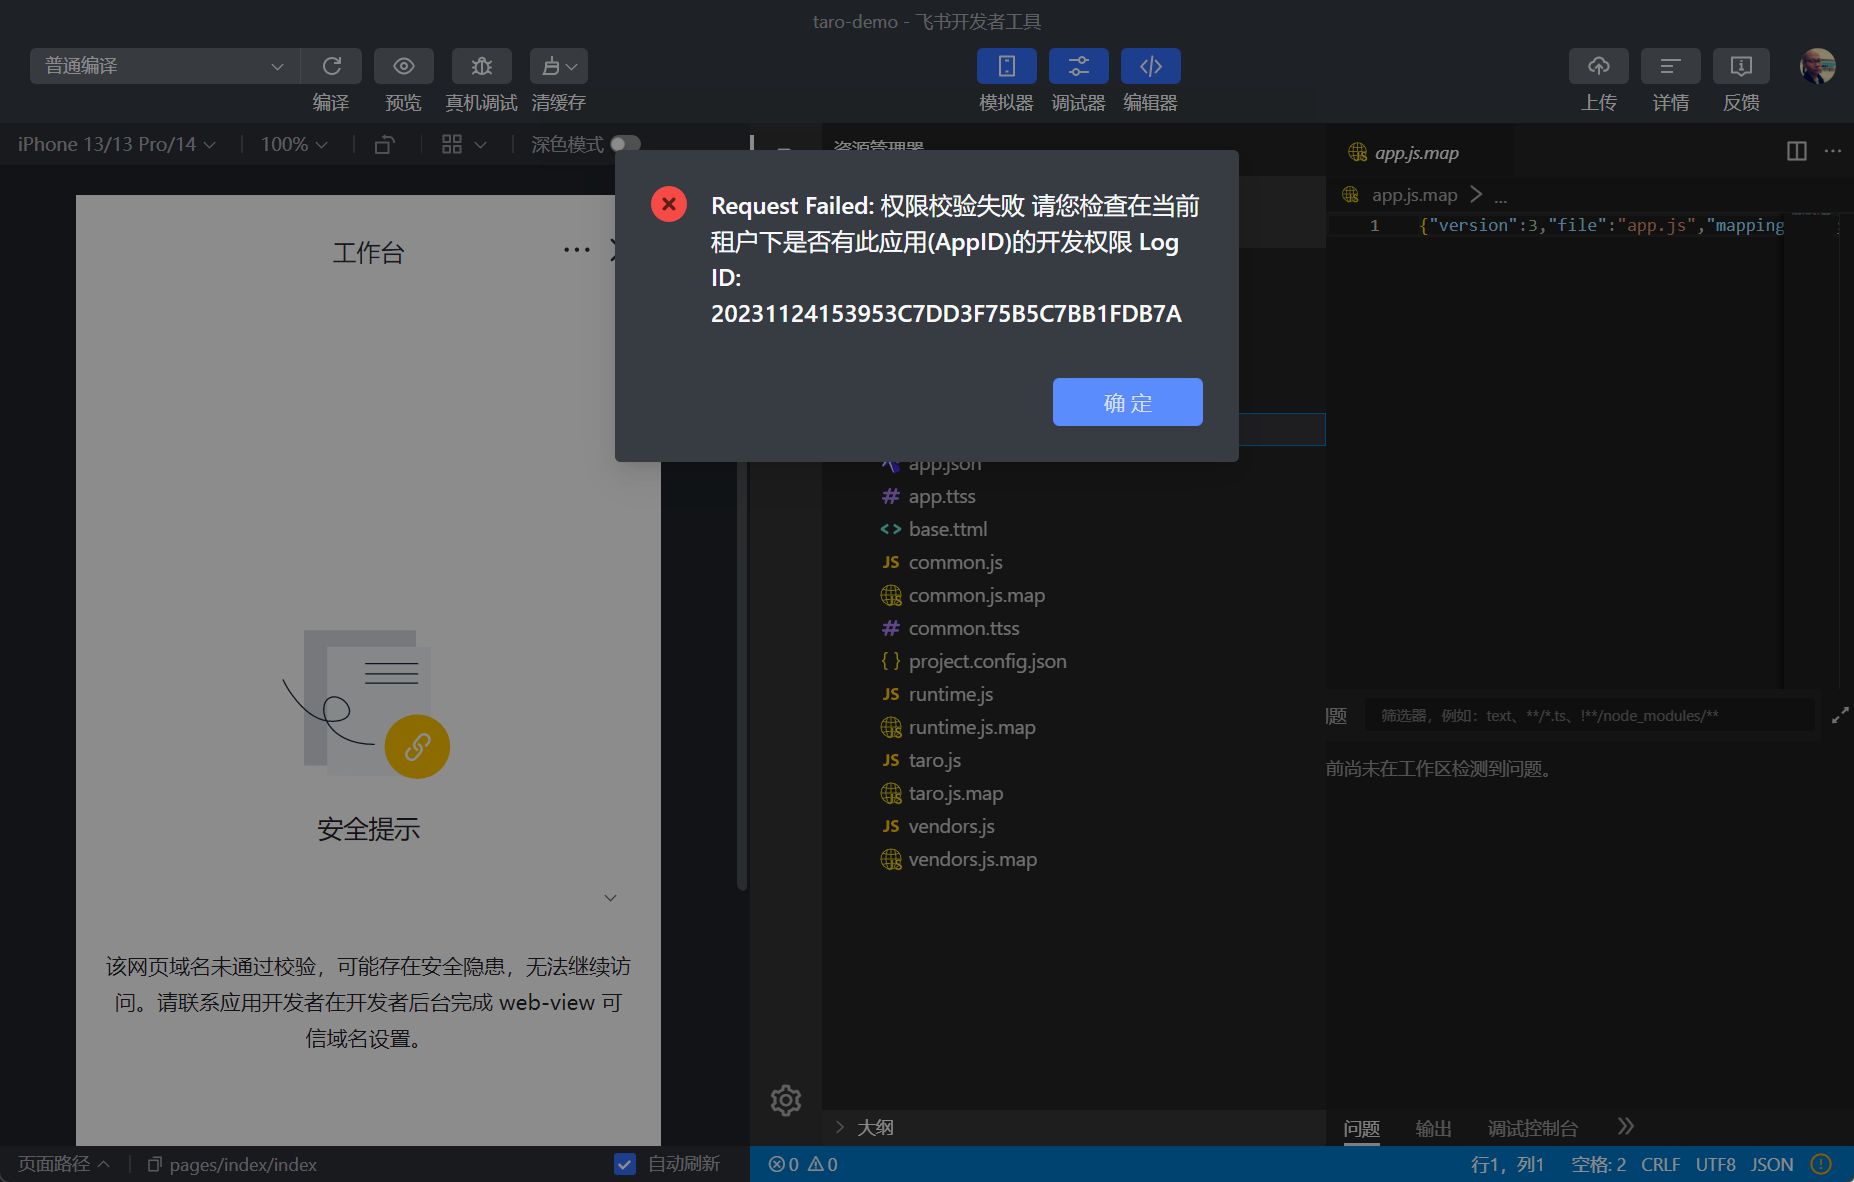 taro-demo - 飞书开发者工具
普通编译
编译
预览
真机调试
清缓存
模拟器
调试器
编辑器
上传
详情
反馈
iPhone 13/13 Pro/14
100%
深色模式
资源管理器
app.js.map
app.js.map
...
1
{"version":3,"file":"app.js","mapping
工作台
Request Failed: 权限校验失败 请您检查在当前
租户下是否有此应用(AppID)的开发权限 Log
ID:
20231124153953C7DD3F75B5C7BB1FDB7A
确 定
app.json
app.ttss
base.ttml
common.js
common.js.map
common.ttss
project.config.json
runtime.js
runtime.js.map
taro.js
taro.js.map
vendors.js
vendors.js.map
题
筛选器，例如：text、**/*.ts、!**/node_modules/**
前尚未在工作区检测到问题。
安全提示
该网页域名未通过校验，可能存在安全隐患，无法继续访
问。请联系应用开发者在开发者后台完成 web-view 可
信域名设置。
大纲
问题
输出
调试控制台
页面路径
pages/index/index
自动刷新
0
0
行1，列1
空格: 2
CRLF
UTF8
JSON